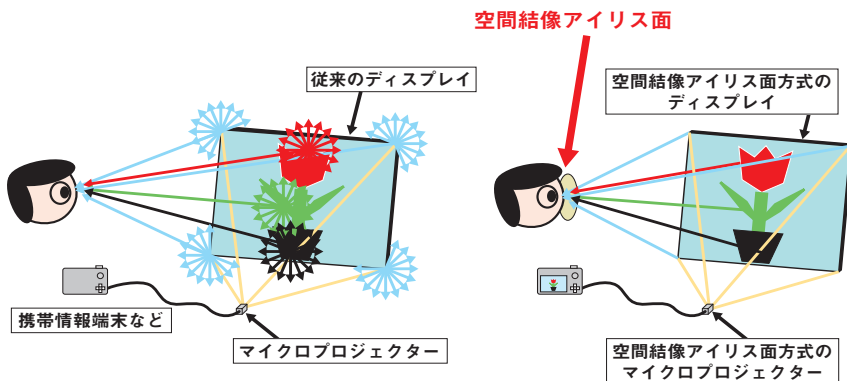 空間結像アイリス面
従来のディスプレイ
空間結像アイリス面方式の
ディスプレイ
携帯情報端末など
マイクロプロジェクター
空間結像アイリス面方式の
マイクロプロジェクター